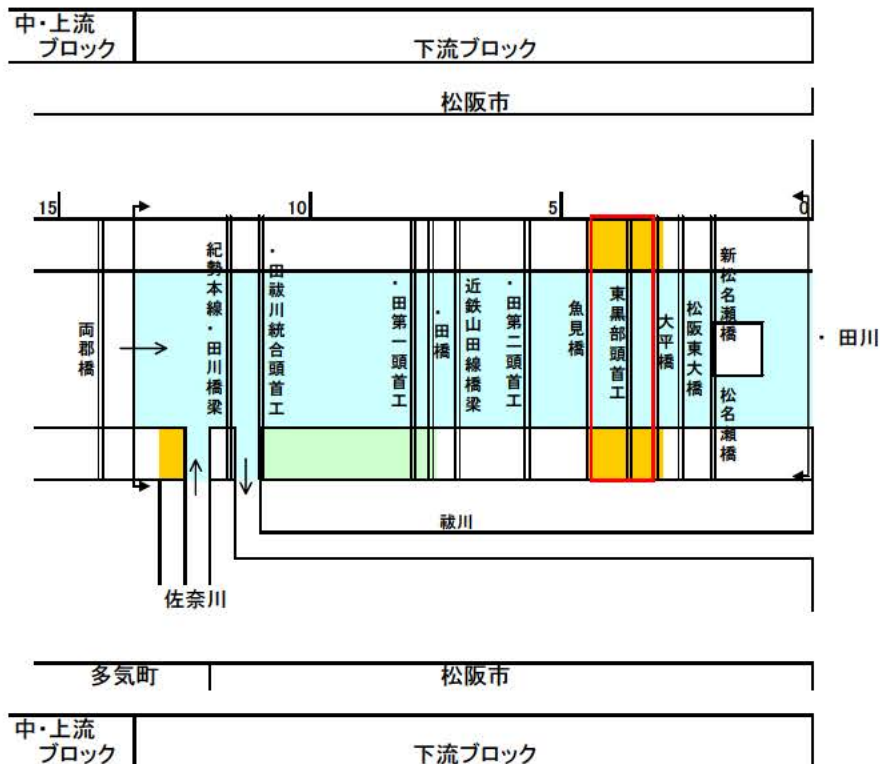 中・上流
ブロック
下流ブロック
松阪市
15
10
5
0
両郡橋
紀勢本線・田川橋梁
・田祓川統合頭首工
・田第一頭首工
・田橋
近鉄山田線橋梁
・田第二頭首工
魚見橋
東黒部頭首工
大平橋
松阪東大橋
新松名瀬橋
松名瀬橋
・田川
祓川
佐奈川
多気町
松阪市
中・上流
ブロック
下流ブロック